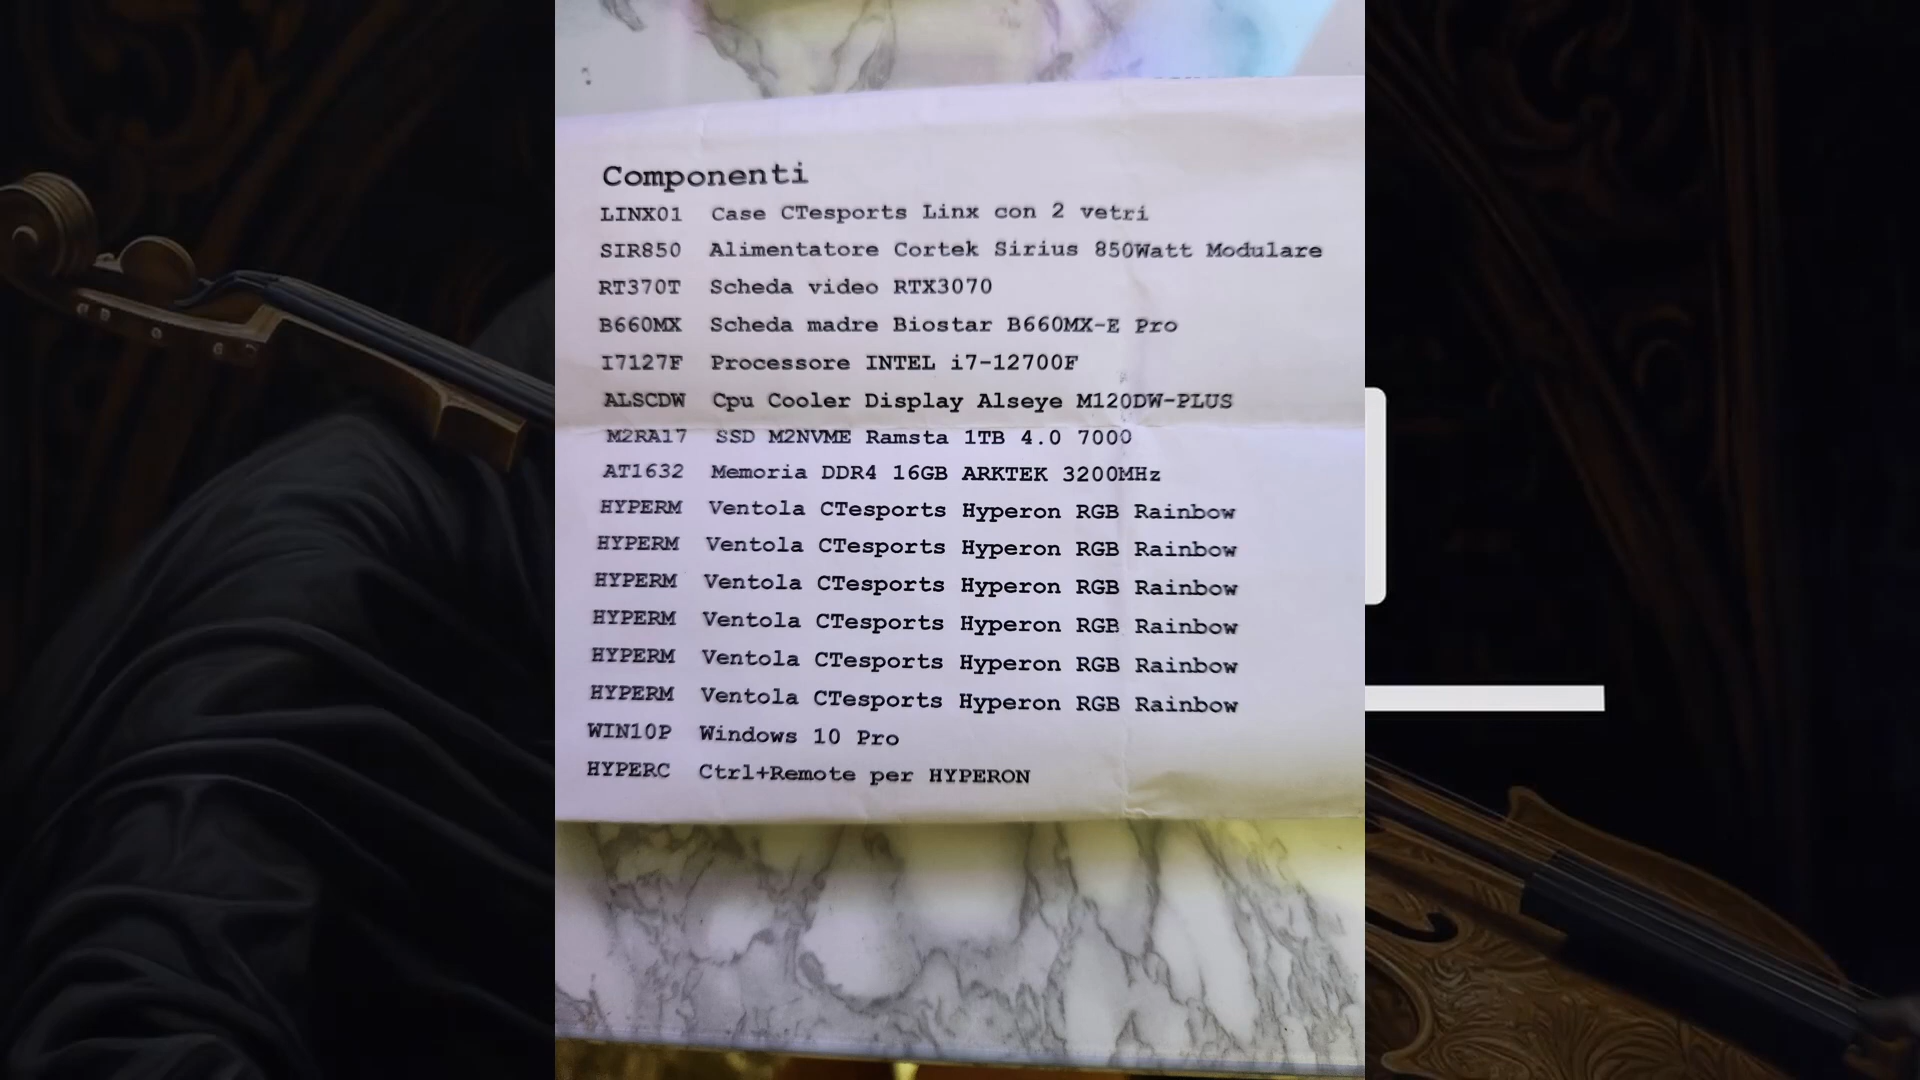 Componenti
LINX01 Case CTesports Linx con 2 vetri
SIR850 Alimentatore Cortek Sirius 850Watt Modulare
RT370T Scheda video RTX3070
B660MX Scheda madre Biostar B660MX-E Pro
I7127F Processore INTEL i7-12700F
ALSCDW Cpu Cooler Display Alseye M120DW-PLUS
M2RA17 SSD M2NVME Ramsta 1TB 4.0 7000
AT1632 Memoria DDR4 16GB ARKTEK 3200MHz
HYPERM Ventola CTesports Hyperon RGB Rainbow
HYPERM Ventola CTesports Hyperon RGB Rainbow
HYPERM Ventola CTesports Hyperon RGB Rainbow
HYPERM Ventola CTesports Hyperon RGB Rainbow
HYPERM Ventola CTesports Hyperon RGB Rainbow
HYPERM Ventola CTesports Hyperon RGB Rainbow
WIN10P Windows 10 Pro
HYPERC Ctrl+Remote per HYPERON